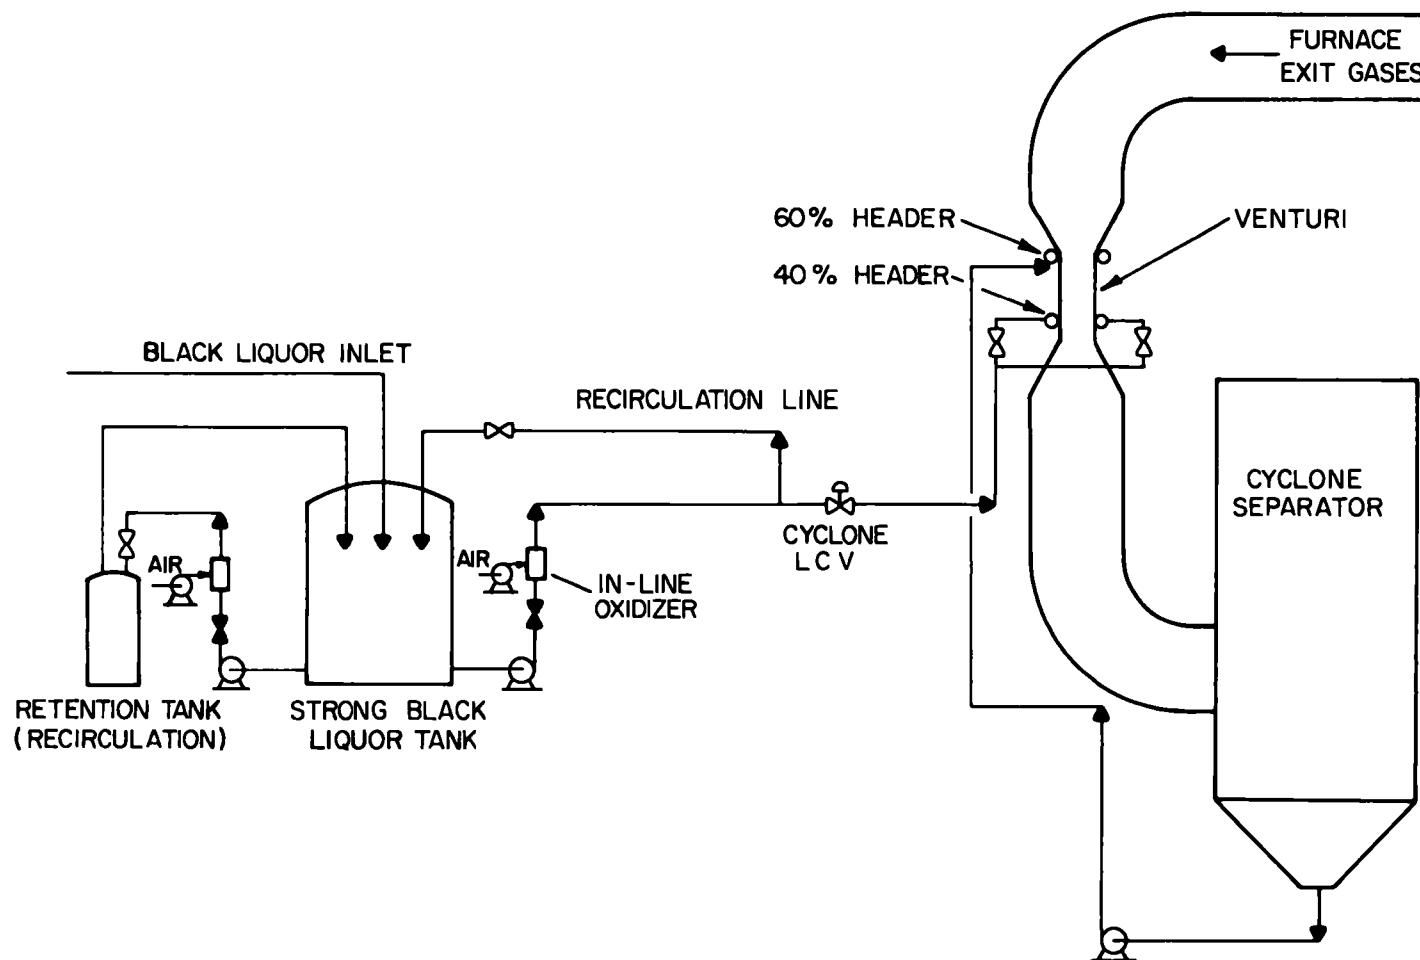 FURNACE
EXIT GASES
60% HEADER
VENTURI
40% HEADER
BLACK LIQUOR INLET
RECIRCULATION LINE
CYCLONE
SEPARATOR
CYCLONE
LCV
AIR
AIR
IN-LINE
OXIDIZER
RETENTION TANK
(RECIRCULATION)
STRONG BLACK
LIQUOR TANK